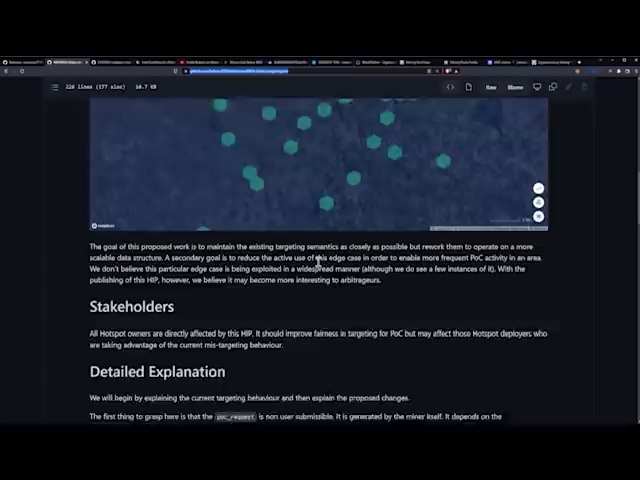 226 lines (177 sloc) 16.7 KB
Raw Blame
mapbox
The goal of this proposed work is to maintain the existing targeting semantics as closely as possible but rework them to operate on a more
scalable data structure. A secondary goal is to reduce the active use of this edge case in order to enable more frequent PoC activity in an area.
We don't believe this particular edge case is being exploited in a widespread manner (although we do see a few instances of it). With the
publishing of this HIP, however, we believe it may become more interesting to arbitrageurs.
Stakeholders
All Hotspot owners are directly affected by this HIP. It should improve fairness in targeting for PoC but may affect those Hotspot deployers who
are taking advantage of the current mis-targeting behaviour.
Detailed Explanation
We will begin by explaining the current targeting behaviour and then explain the proposed changes.
The first thing to grasp here is that the poc_request is non user submissible. It is generated by the miner itself. It depends on the